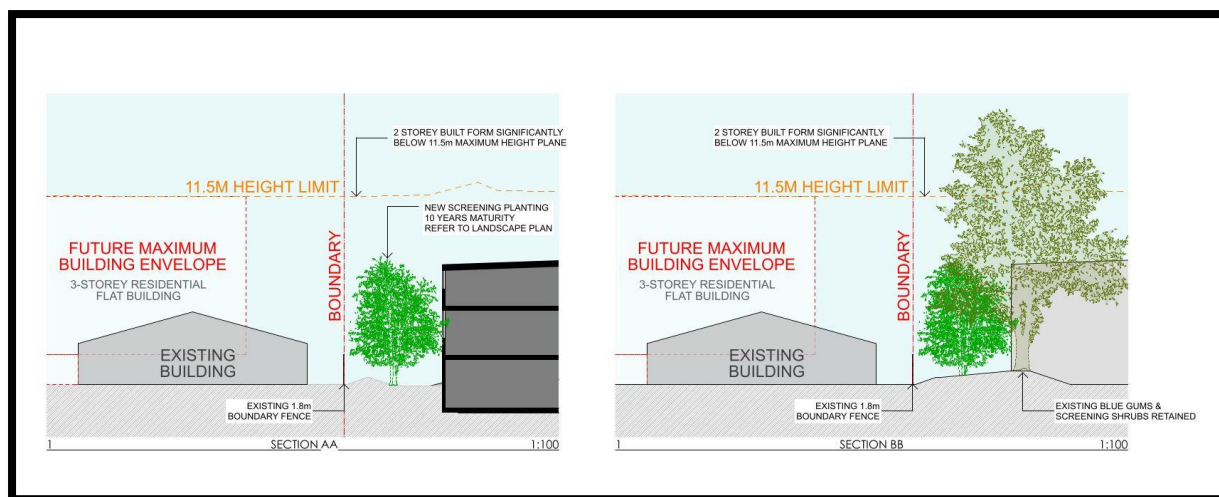 2 STOREY BUILT FORM SIGNIFICANTLY
BELOW 11.5m MAXIMUM HEIGHT PLANE
11.5M HEIGHT LIMIT
NEW SCREENING PLANTING
10 YEARS MATURITY
REFER TO LANDSCAPE PLAN
FUTURE MAXIMUM
BUILDING ENVELOPE
3-STOREY RESIDENTIAL
FLAT BUILDING
BOUNDARY
EXISTING
BUILDING
EXISTING 1.8m
BOUNDARY FENCE
1 SECTION AA 1:100
2 STOREY BUILT FORM SIGNIFICANTLY
BELOW 11.5m MAXIMUM HEIGHT PLANE
11.5M HEIGHT LIMIT
FUTURE MAXIMUM
BUILDING ENVELOPE
3-STOREY RESIDENTIAL
FLAT BUILDING
BOUNDARY
EXISTING
BUILDING
EXISTING 1.8m
BOUNDARY FENCE
EXISTING BLUE GUMS &
SCREENING SHRUBS RETAINED
1 SECTION BB 1:100